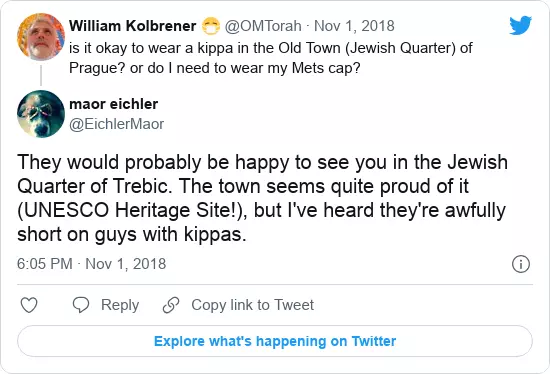 William Kolbrener 😷 @OMTorah · Nov 1, 2018
is it okay to wear a kippa in the Old Town (Jewish Quarter) of
Prague? or do I need to wear my Mets cap?
maor eichler
@EichlerMaor
They would probably be happy to see you in the Jewish
Quarter of Trebic. The town seems quite proud of it
(UNESCO Heritage Site!), but I've heard they're awfully
short on guys with kippas.
6:05 PM · Nov 1, 2018
Reply
Copy link to Tweet
Explore what's happening on Twitter